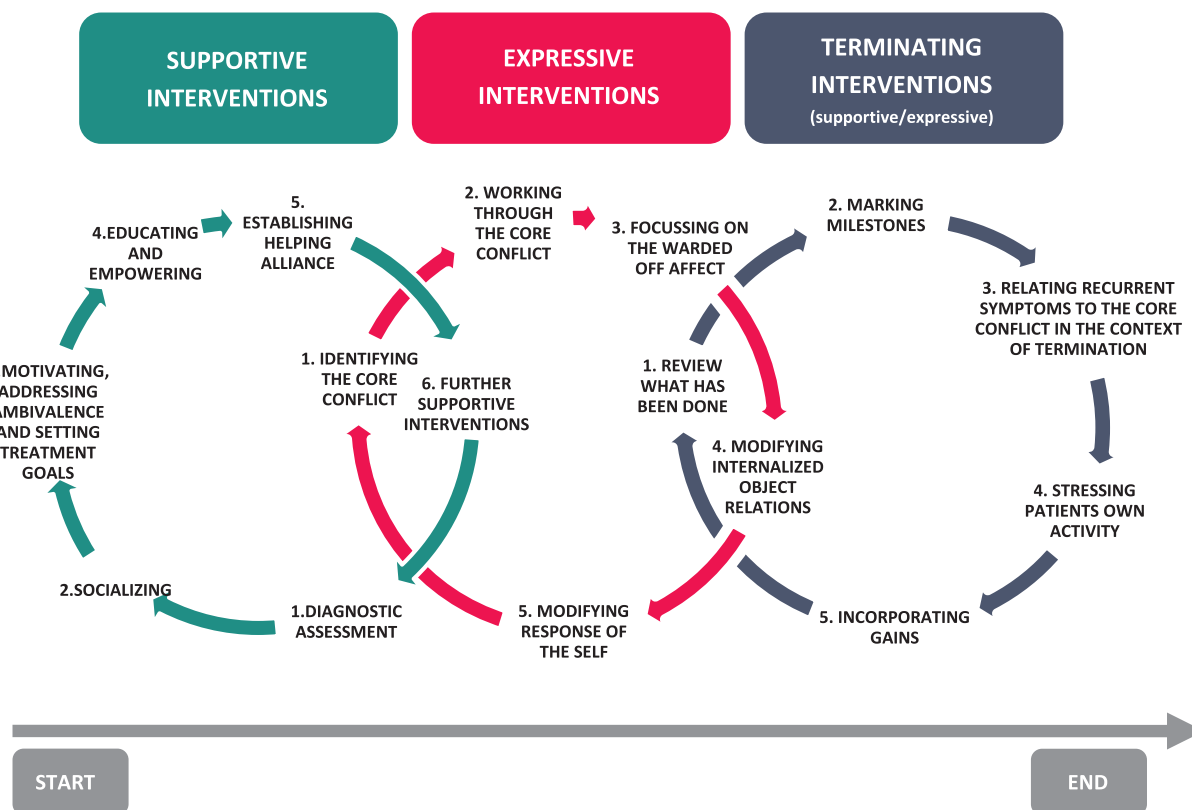 SUPPORTIVE
INTERVENTIONS
EXPRESSIVE
INTERVENTIONS
TERMINATING
INTERVENTIONS
(supportive/expressive)
1.DIAGNOSTIC
ASSESSMENT
2.SOCIALIZING
MOTIVATING,
ADDRESSING
AMBIVALENCE
AND SETTING
TREATMENT
GOALS
4.EDUCATING
AND
EMPOWERING
5.
ESTABLISHING
HELPING
ALLIANCE
6. FURTHER
SUPPORTIVE
INTERVENTIONS
1. IDENTIFYING
THE CORE
CONFLICT
2. WORKING
THROUGH
THE CORE
CONFLICT
3. FOCUSSING ON
THE WARDED
OFF AFFECT
4. MODIFYING
INTERNALIZED
OBJECT
RELATIONS
5. MODIFYING
RESPONSE OF
THE SELF
1. REVIEW
WHAT HAS
BEEN DONE
2. MARKING
MILESTONES
3. RELATING RECURRENT
SYMPTOMS TO THE CORE
CONFLICT IN THE CONTEXT
OF TERMINATION
4. STRESSING
PATIENTS OWN
ACTIVITY
5. INCORPORATING
GAINS
START
END